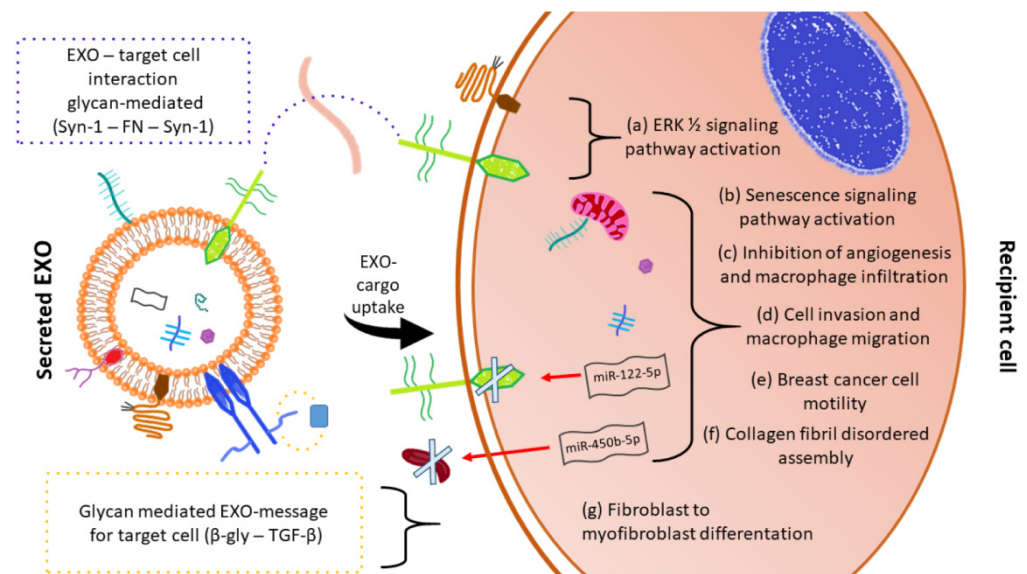 EXO – target cell
interaction
glycan-mediated
(Syn-1 – FN – Syn-1)
Secreted EXO
EXO-
cargo
uptake
Glycan mediated EXO-message
for target cell (β-gly – TGF-β)
(a) ERK ½ signaling
pathway activation
(b) Senescence signaling
pathway activation
(c) Inhibition of angiogenesis
and macrophage infiltration
(d) Cell invasion and
macrophage migration
(e) Breast cancer cell
motility
(f) Collagen fibril disordered
assembly
(g) Fibroblast to
myofibroblast differentation
miR-122-5p
miR-450b-5p
Recipient cell